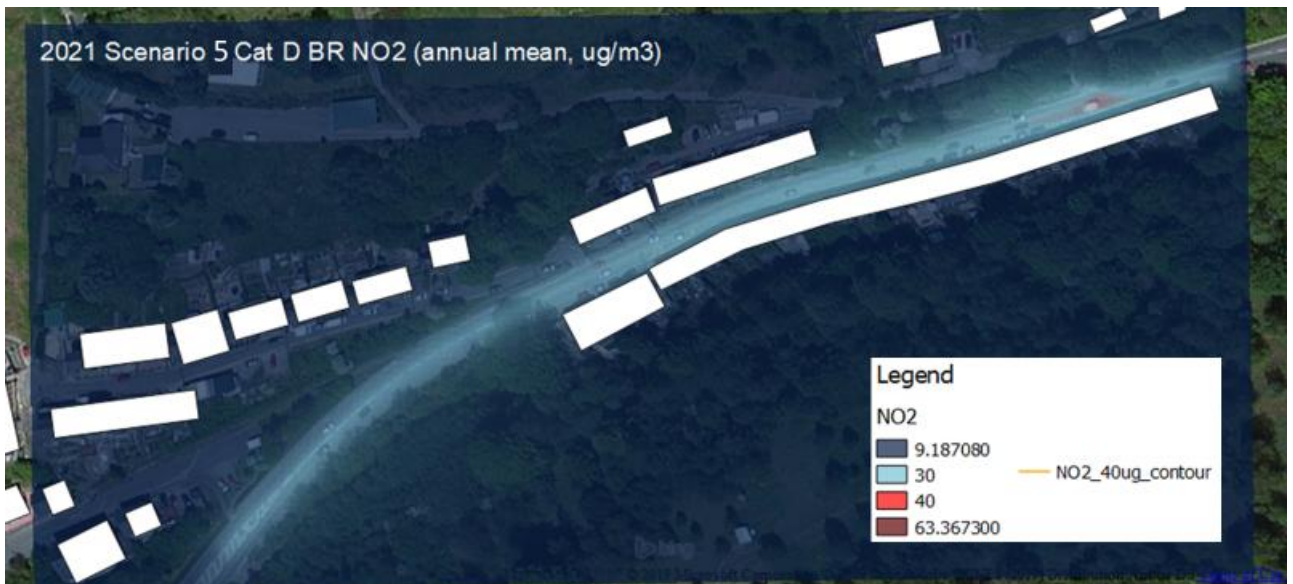 2021 Scenario 5 Cat D BR NO2 (annual mean, ug/m3)
Legend
NO2
9.187080
30
40
63.367300
NO2_40ug_contour
bing